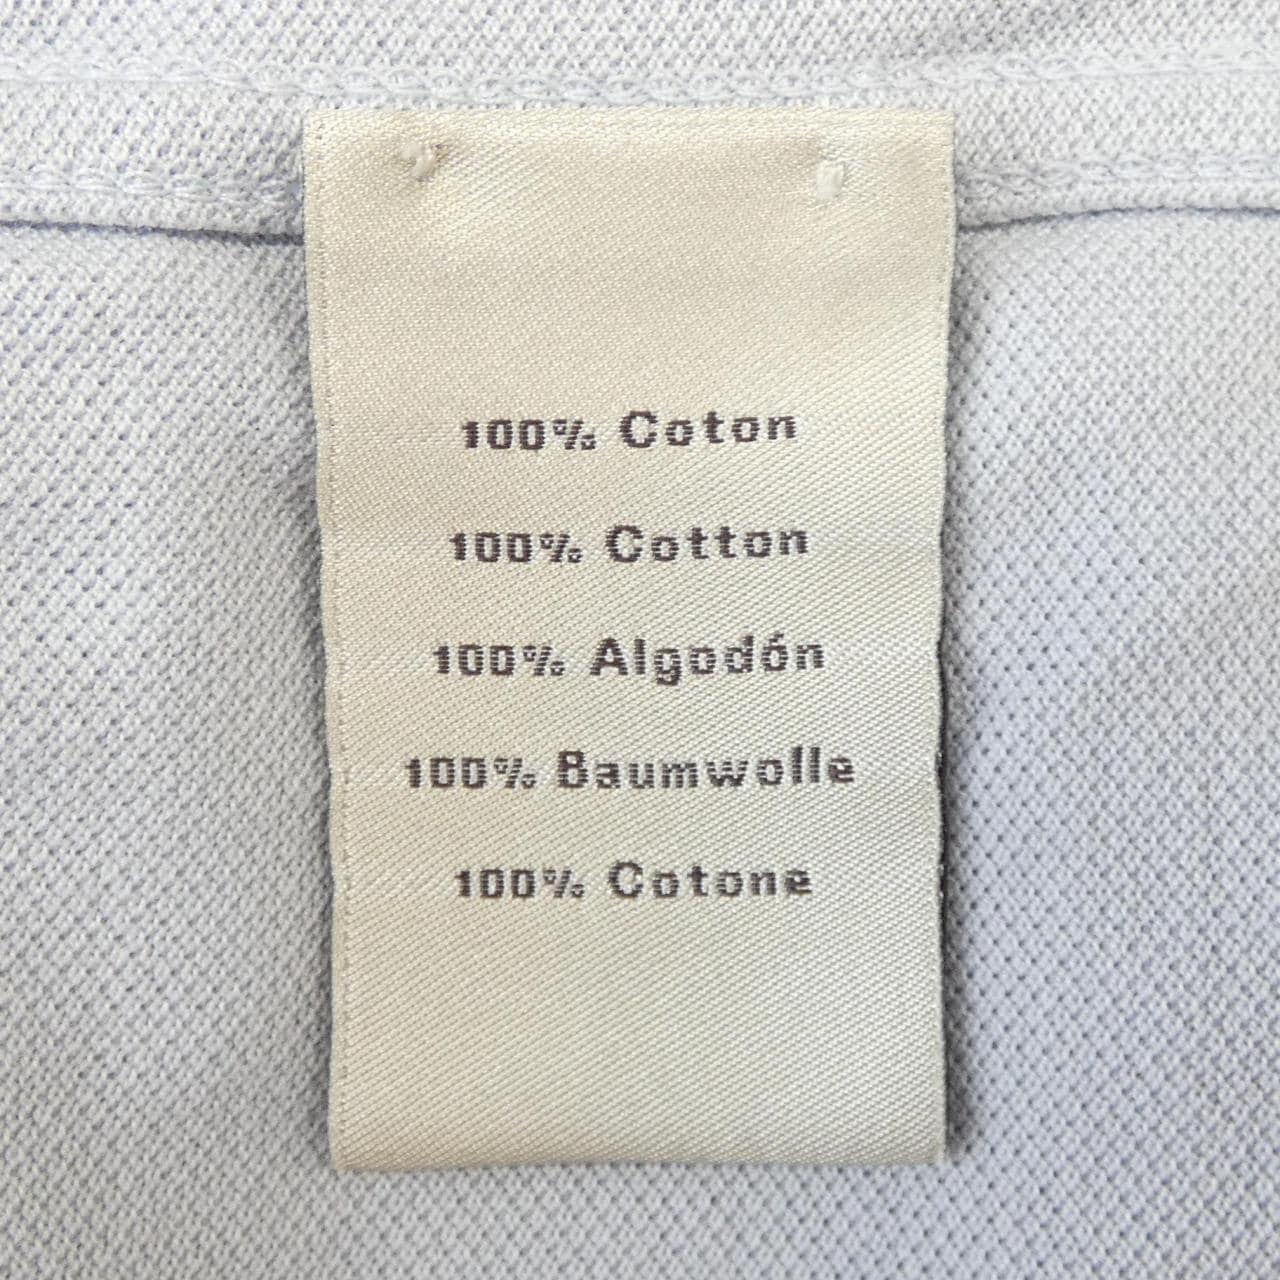 100% Coton
100% Cotton
100% Algodón
100% Baumwolle
100% Cotone